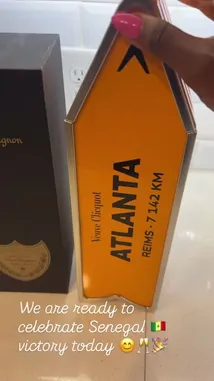 Veuve Clicquot
ATLANTA
REIMS • 7 142 KM
We are ready to
celebrate Senegal 🇸🇳
victory today 😊🥂🎉